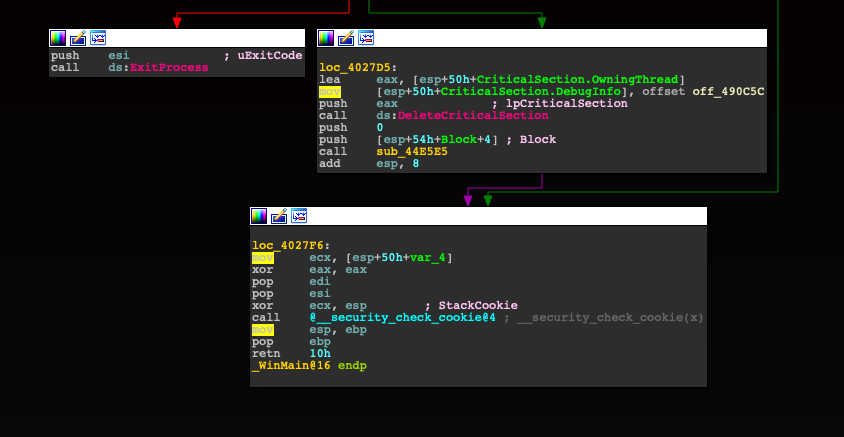 push    esi             ; uExitCode
call    ds:ExitProcess
loc_4027D5:
lea     eax, [esp+50h+CriticalSection.OwningThread]
mov     [esp+50h+CriticalSection.DebugInfo], offset off_490C5C
push    eax             ; lpCriticalSection
call    ds:DeleteCriticalSection
push    0
push    [esp+54h+Block+4] ; Block
call    sub_44E5E5
add     esp, 8
loc_4027F6:
mov     ecx, [esp+50h+var_4]
xor     eax, eax
pop     edi
pop     esi
xor     ecx, esp        ; StackCookie
call    @__security_check_cookie@4 ; __security_check_cookie(x)
mov     esp, ebp
pop     ebp
retn    10h
_WinMain@16 endp